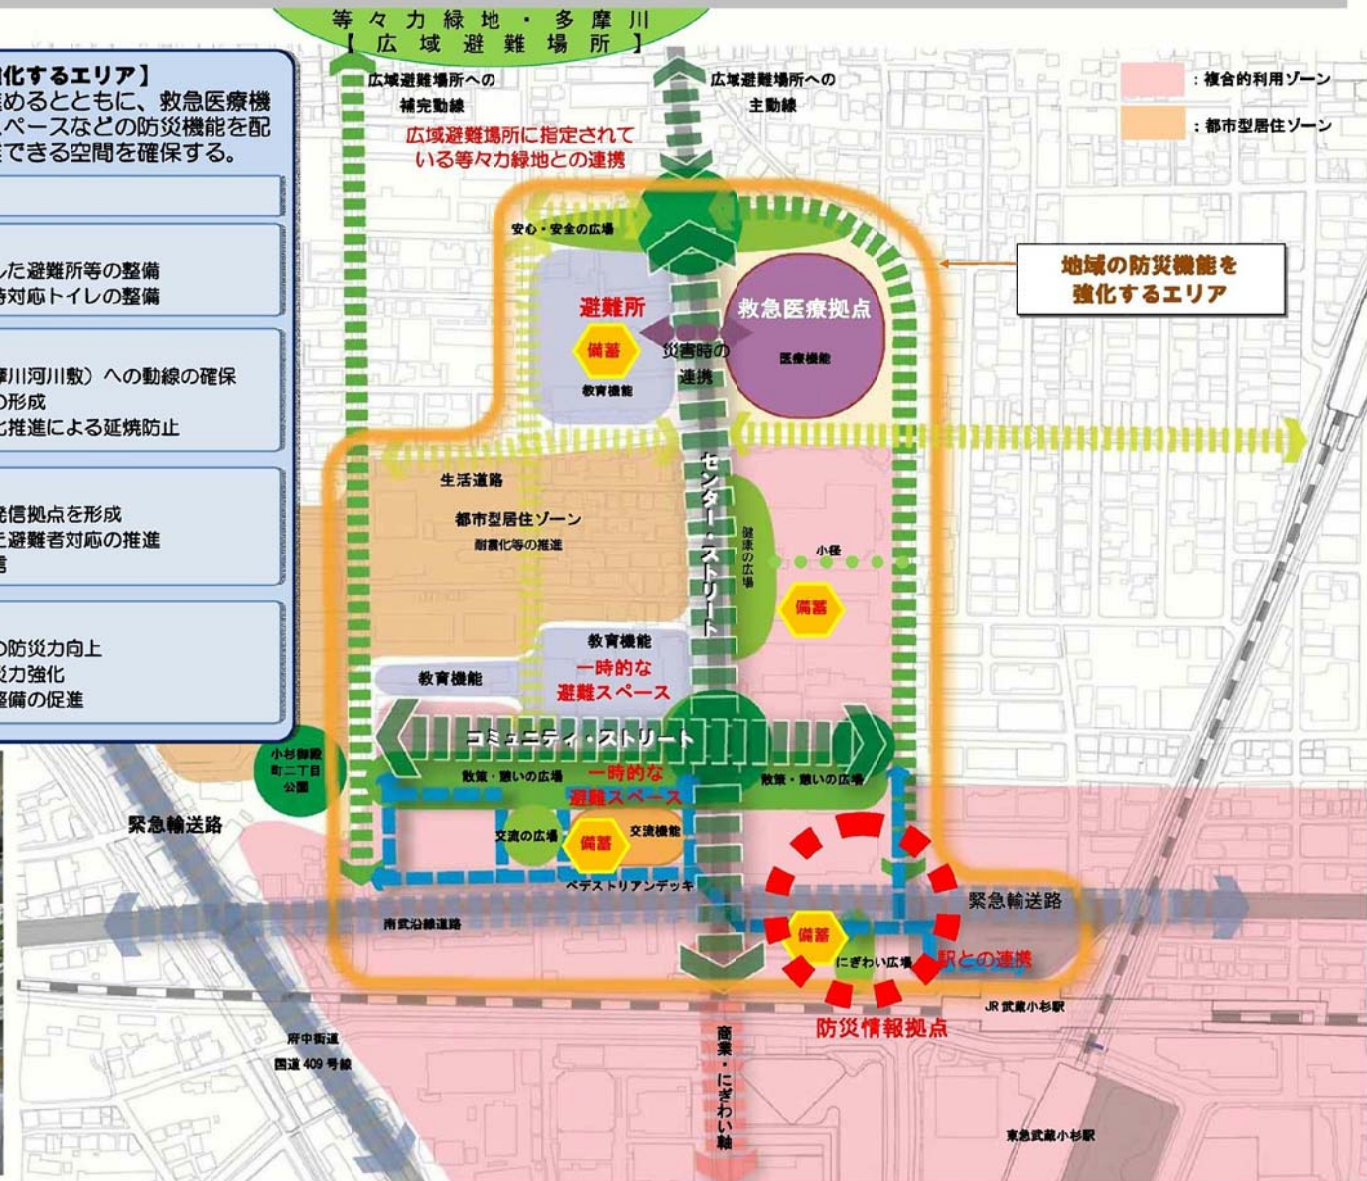 等々力緑地・多摩川
【広域避難場所】
化するエリア】
めるとともに、救急医療機
ペースなどの防災機能を配
できる空間を確保する。
した避難所等の整備
時対応トイレの整備
摩川河川敷）への動線の確保
の形成
化推進による延焼防止
発信拠点を形成
た避難者対応の推進
信
の防災力向上
災力強化
整備の促進
広域避難場所への
補完動線
広域避難場所への
主動線
広域避難場所に指定されて
いる等々力緑地との連携
：複合的利用ゾーン
：都市型居住ゾーン
安心・安全の広場
地域の防災機能を
強化するエリア
避難所
備蓄
教育機能
災害時の
連携
救急医療拠点
医療機能
生活道路
都市型居住ゾーン
耐震化等の推進
センター・ストリート
健康の広場
小径
備蓄
教育機能
一時的な
避難スペース
教育機能
コミュニティ・ストリート
散策・憩いの広場
一時的な
避難スペース
散策・憩いの広場
小杉御殿
町二丁目
公園
緊急輸送路
交流の広場
備蓄
交流機能
ペデストリアンデッキ
南武沿線道路
緊急輸送路
備蓄
にぎわい広場
駅との連携
JR武蔵小杉駅
防災情報拠点
府中街道
国道409号線
商業・にぎわい軸
東急武蔵小杉駅